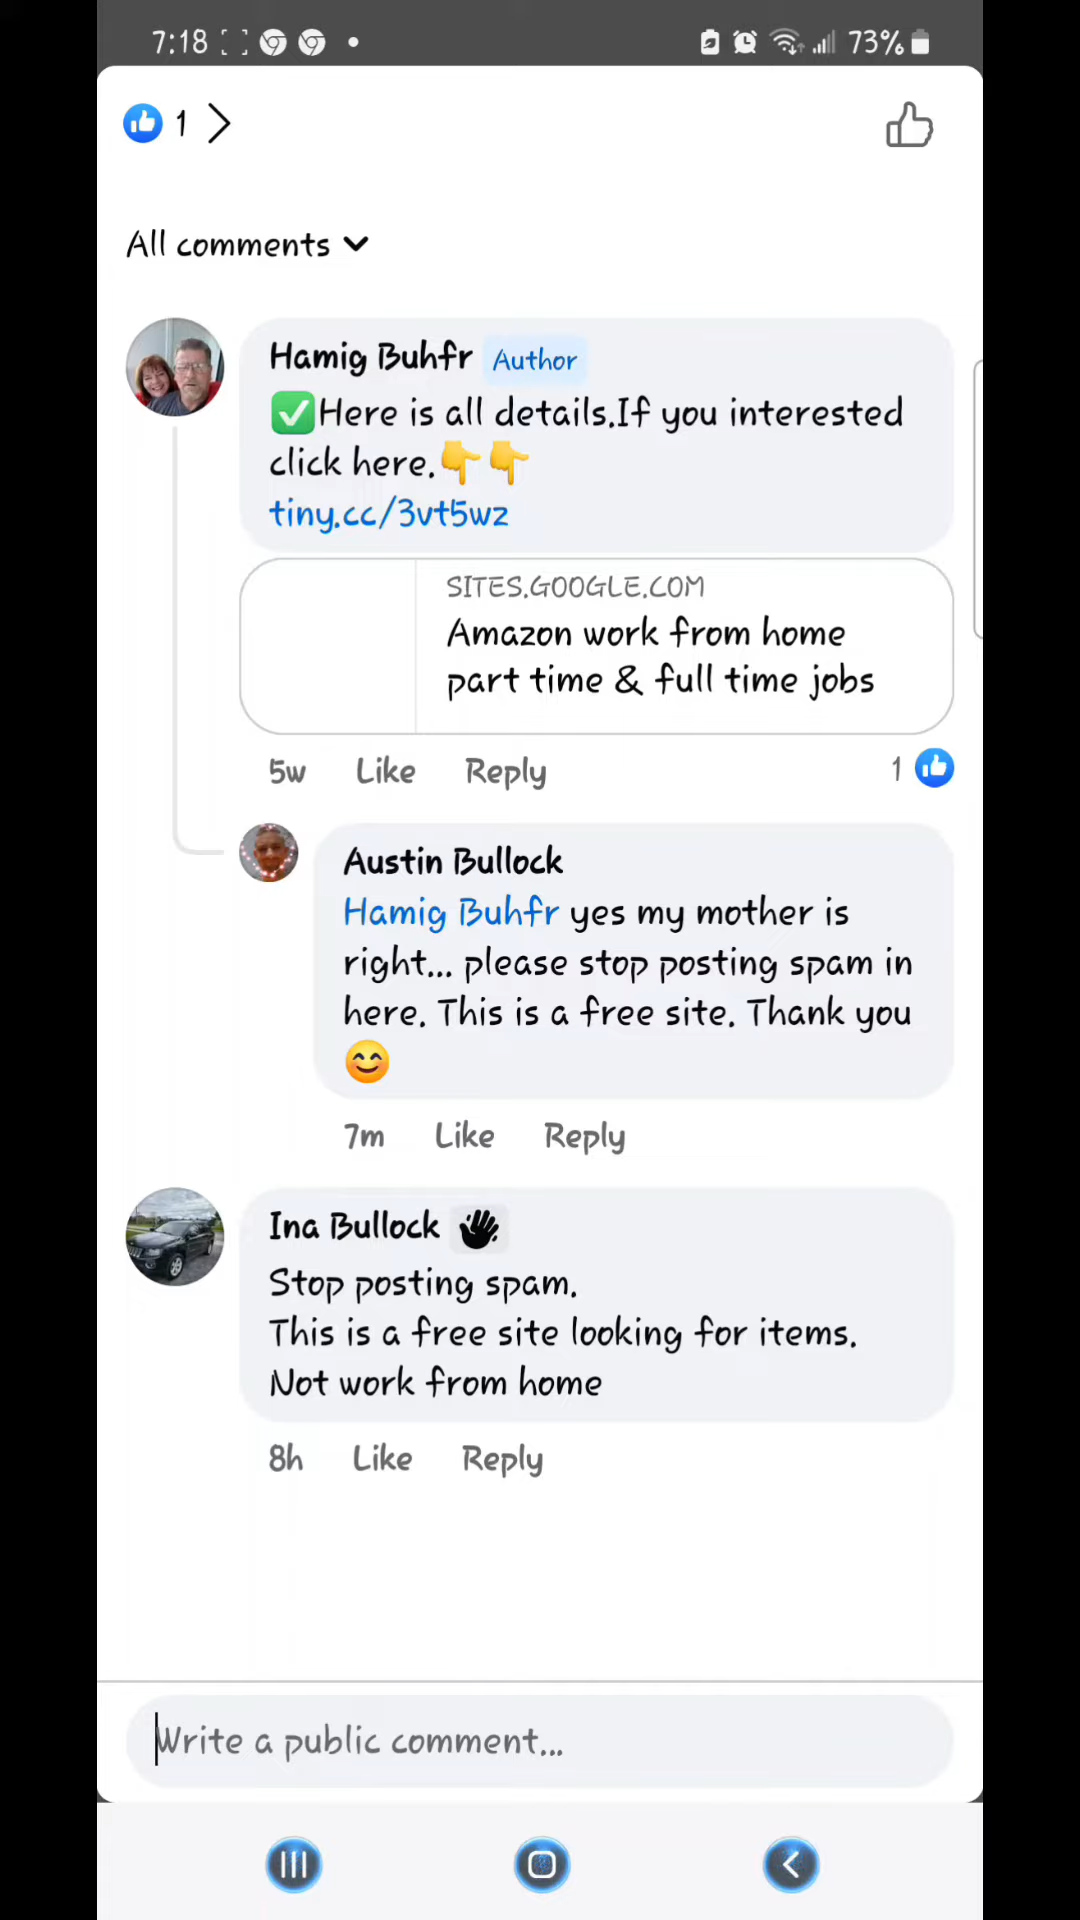 7:18
73%
1
All comments
Hamig Buhfr Author
✅Here is all details.If you interested
click here.👇👇
tiny.cc/3vt5wz
SITES.GOOGLE.COM
Amazon work from home
part time & full time jobs
5w Like Reply 1
Austin Bullock
Hamig Buhfr yes my mother is
right... please stop posting spam in
here. This is a free site. Thank you
😊
7m Like Reply
Ina Bullock 👋
Stop posting spam.
This is a free site looking for items.
Not work from home
8h Like Reply
Write a public comment...